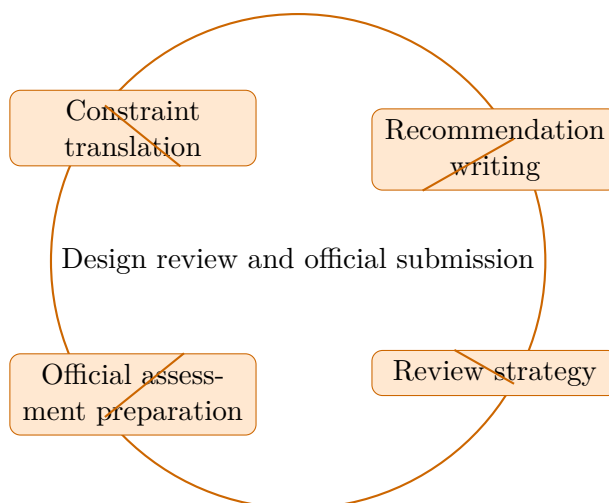 Constraint
translation
Recommendation
writing
Design review and official submission
Official assess-
ment preparation
Review strategy